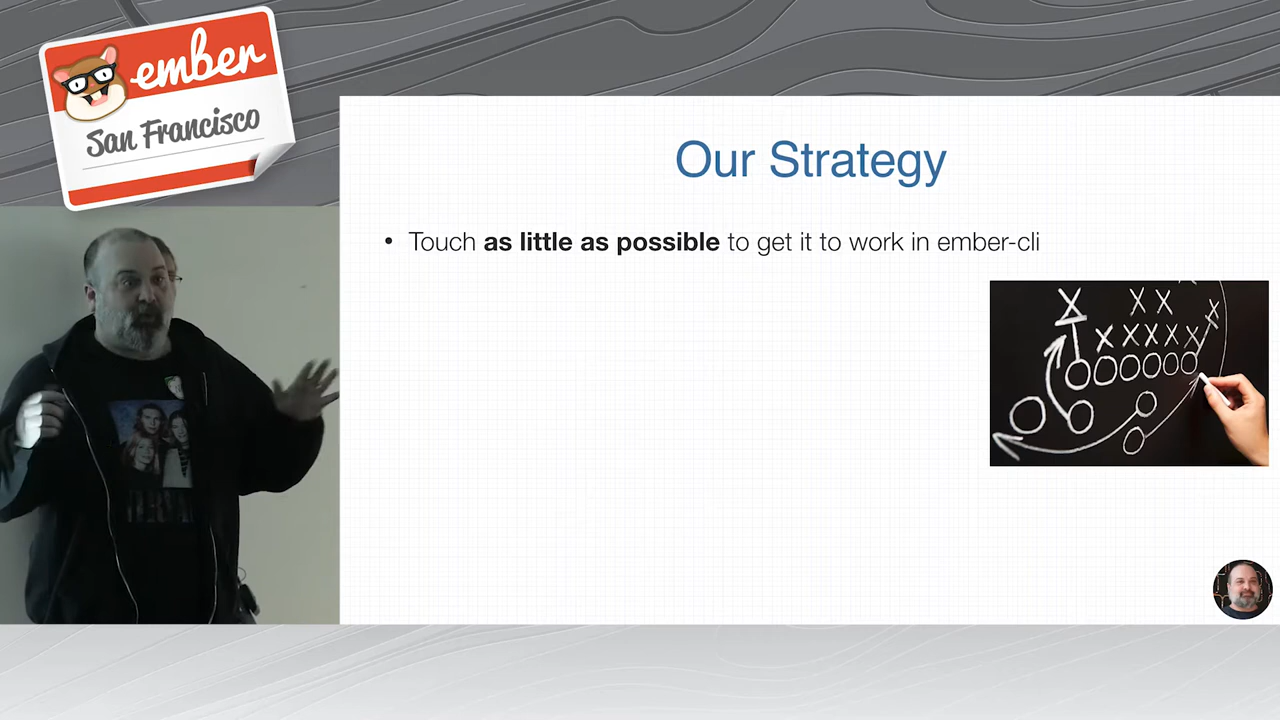 ember
San Francisco
Our Strategy
• Touch as little as possible to get it to work in ember-cli